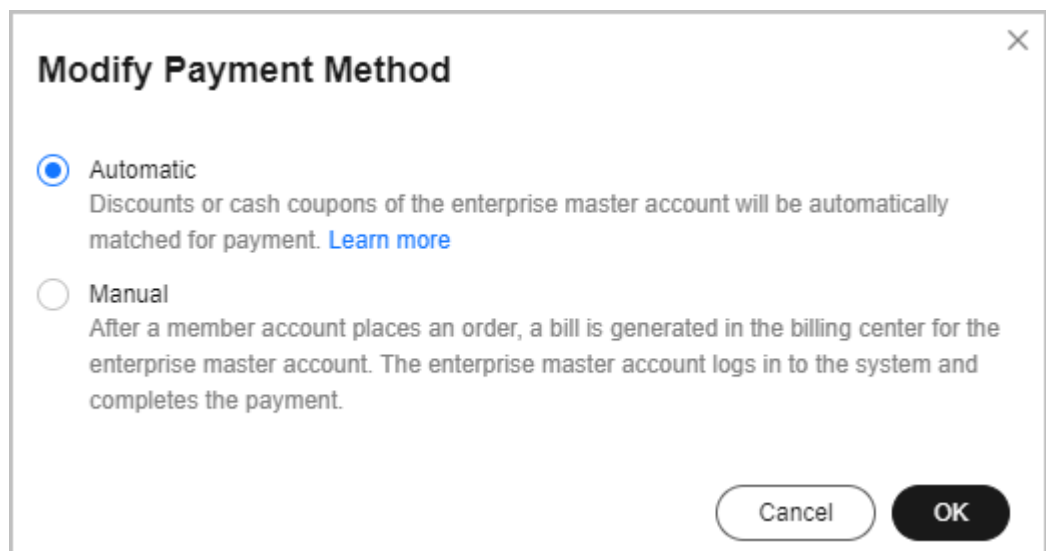 Modify Payment Method
Automatic
Discounts or cash coupons of the enterprise master account will be automatically
matched for payment. Learn more
Manual
After a member account places an order, a bill is generated in the billing center for the
enterprise master account. The enterprise master account logs in to the system and
completes the payment.
Cancel OK